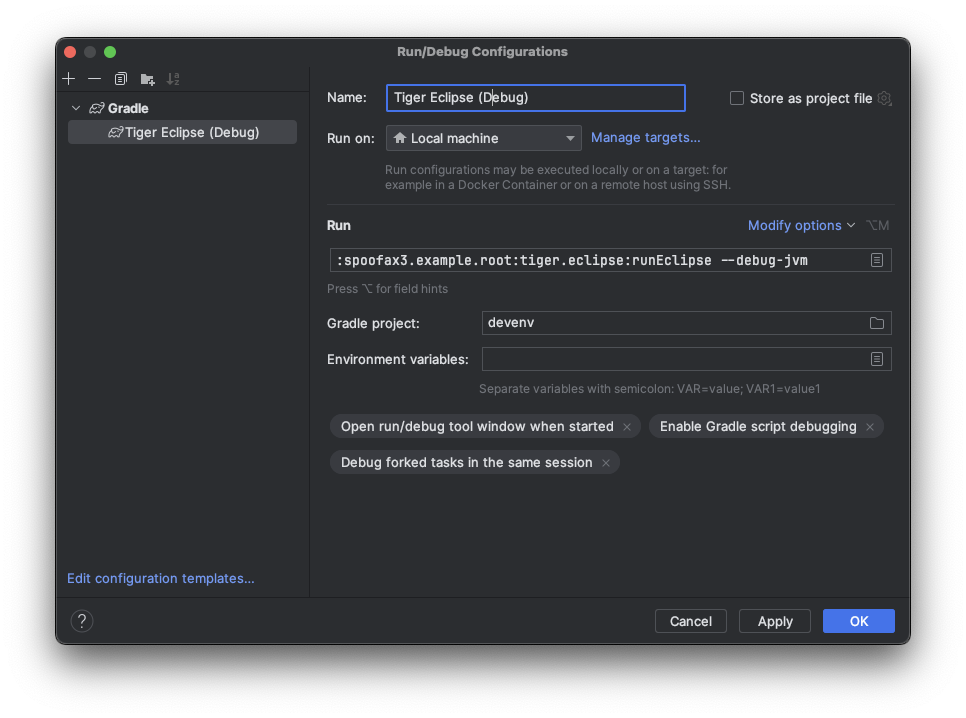 Run/Debug Configurations
Gradle
Tiger Eclipse (Debug)
Edit configuration templates...
Name:
Tiger Eclipse (Debug)
Store as project file
Run on:
Local machine
Manage targets...
Run configurations may be executed locally or on a target: for
example in a Docker Container or on a remote host using SSH.
Run
Modify options
⌥M
:spoofax3.example.root:tiger.eclipse:runEclipse --debug-jvm
Press ⌥ for field hints
Gradle project:
devenv
Environment variables:
Separate variables with semicolon: VAR=value; VAR1=value1
Open run/debug tool window when started ×
Enable Gradle script debugging ×
Debug forked tasks in the same session ×
?
Cancel
Apply
OK